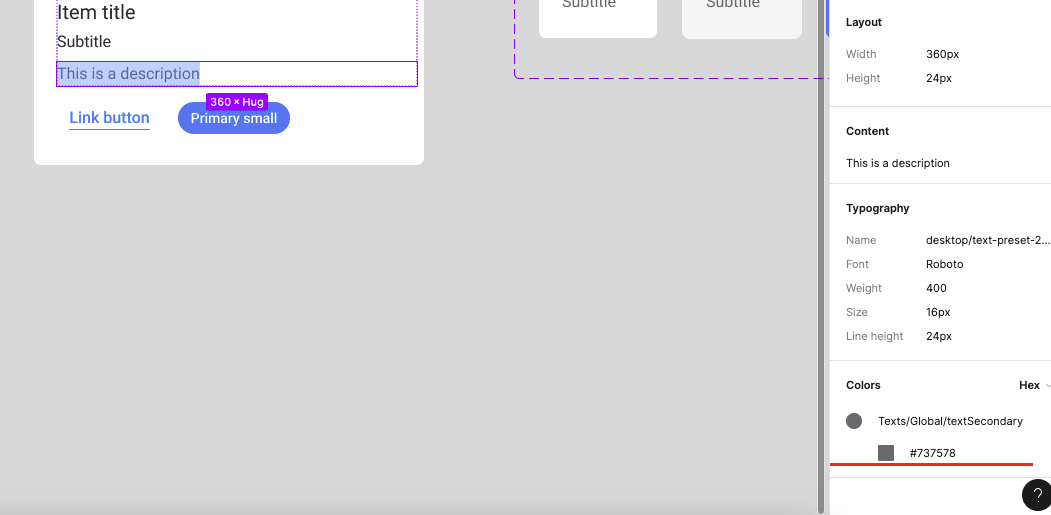 Item title
Subtitle
This is a description
360 × Hug
Link button
Primary small
Subtitle
Subtitle
Layout
Width 360px
Height 24px
Content
This is a description
Typography
Name desktop/text-preset-2...
Font Roboto
Weight 400
Size 16px
Line height 24px
Colors Hex
Texts/Global/textSecondary
#737578
?